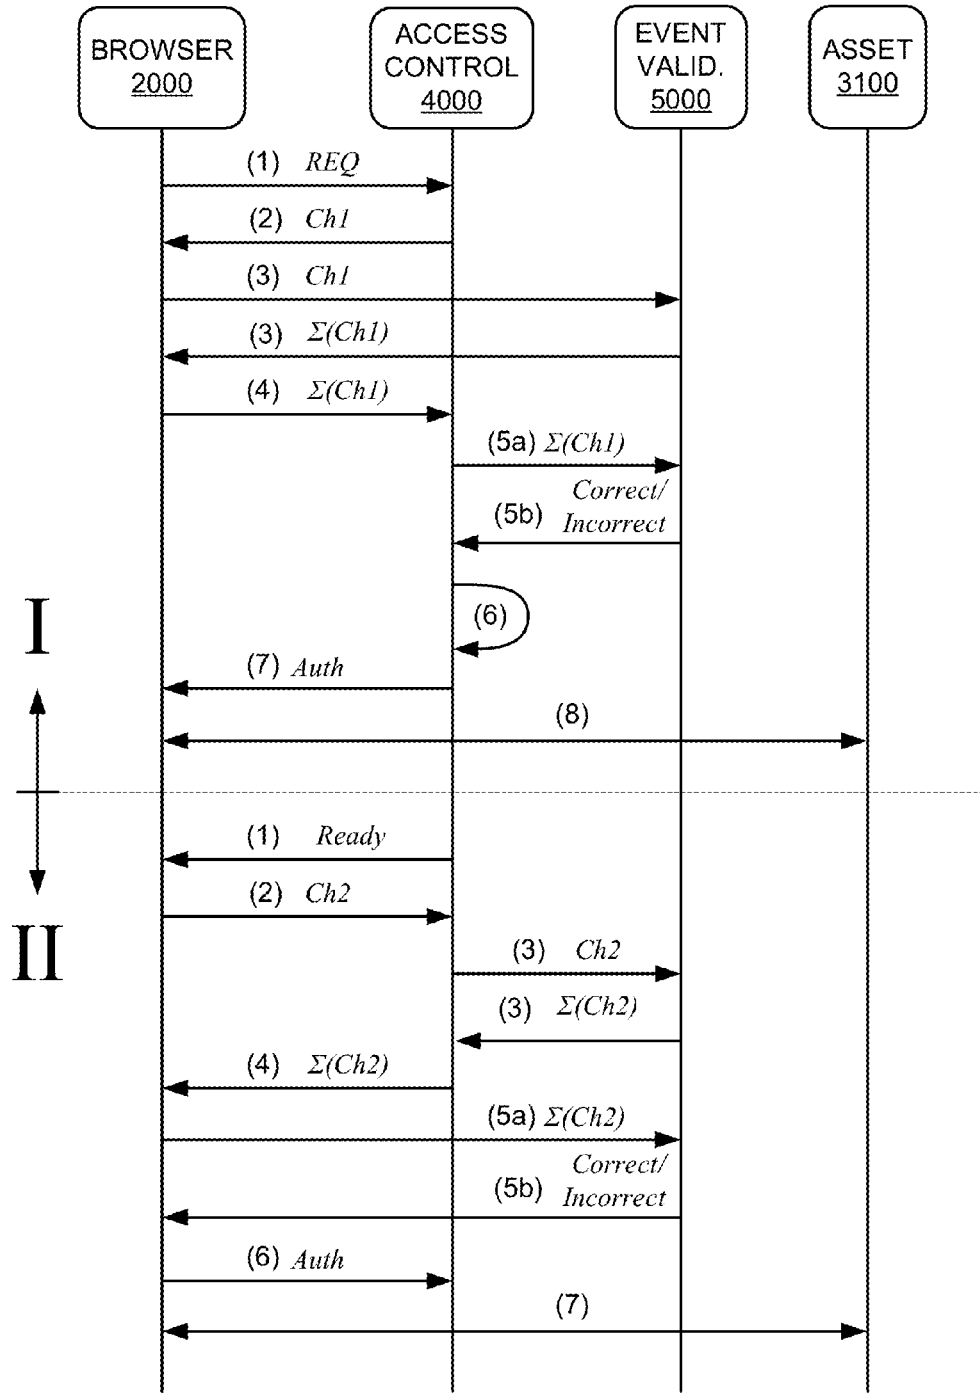 BROWSER
2000
ACCESS
CONTROL
4000
EVENT
VALID.
5000
ASSET
3100
(1) REQ
(2) Ch1
(3) Ch1
(3) Σ(Ch1)
(4) Σ(Ch1)
(5a) Σ(Ch1)
(5b) Correct/
Incorrect
(6)
I
(7) Auth
(8)
(1) Ready
(2) Ch2
II
(3) Ch2
(3) Σ(Ch2)
(4) Σ(Ch2)
(5a) Σ(Ch2)
(5b) Correct/
Incorrect
(6) Auth
(7)